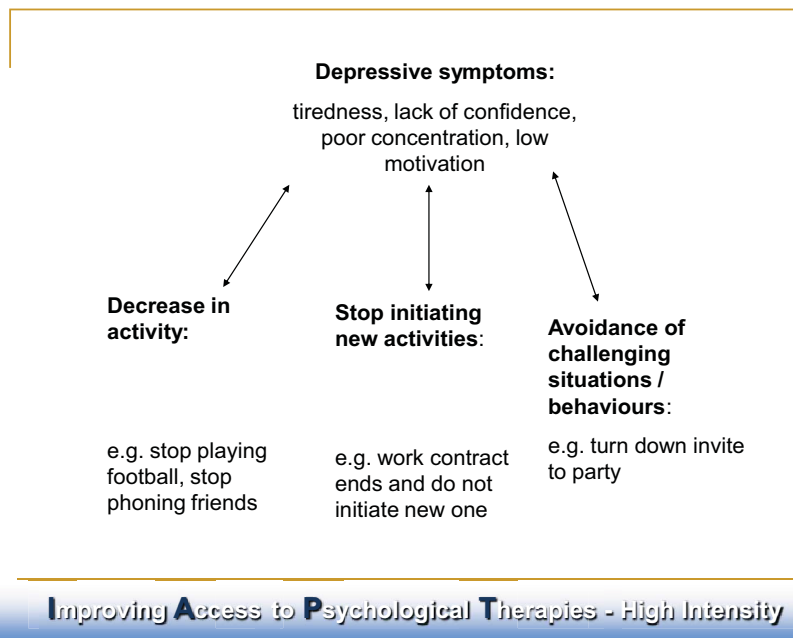 Depressive symptoms:
tiredness, lack of confidence,
poor concentration, low
motivation
Decrease in
activity:
e.g. stop playing
football, stop
phoning friends
Stop initiating
new activities:
e.g. work contract
ends and do not
initiate new one
Avoidance of
challenging
situations /
behaviours:
e.g. turn down invite
to party
Improving Access to Psychological Therapies - High Intensity